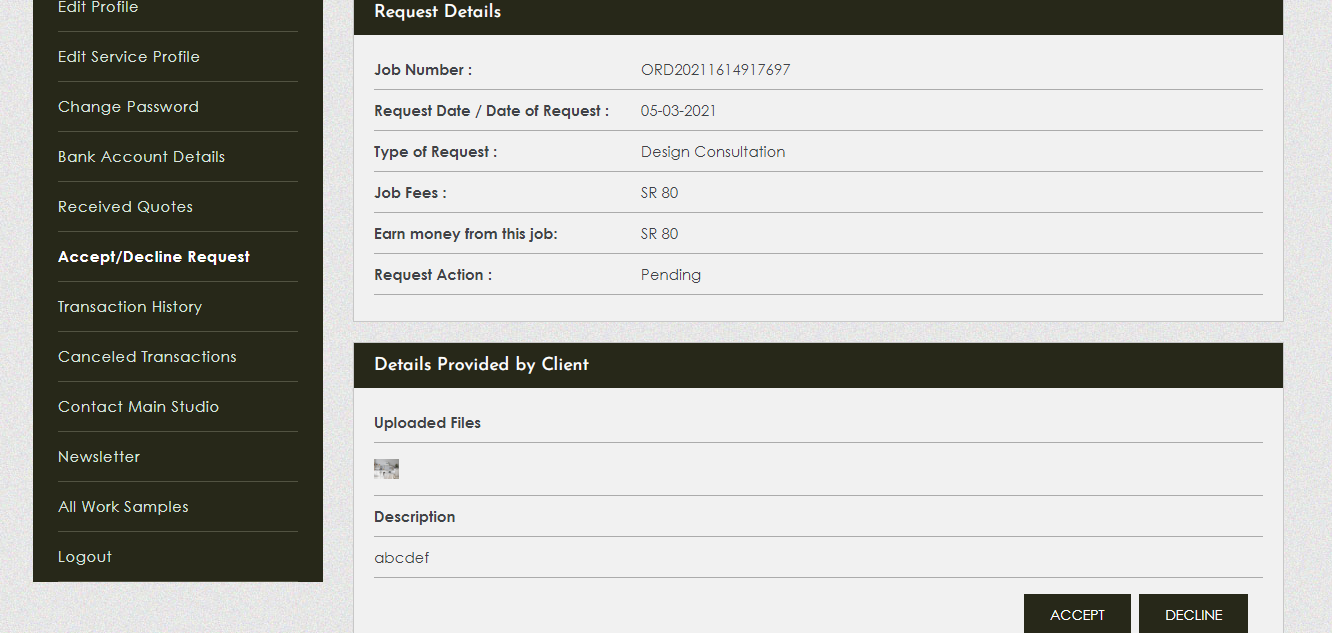 Edit Profile
Edit Service Profile
Change Password
Bank Account Details
Received Quotes
Accept/Decline Request
Transaction History
Canceled Transactions
Contact Main Studio
Newsletter
All Work Samples
Logout
Request Details
Job Number : ORD20211614917697
Request Date / Date of Request : 05-03-2021
Type of Request : Design Consultation
Job Fees : SR 80
Earn money from this job: SR 80
Request Action : Pending
Details Provided by Client
Uploaded Files
Description
abcdef
ACCEPT DECLINE